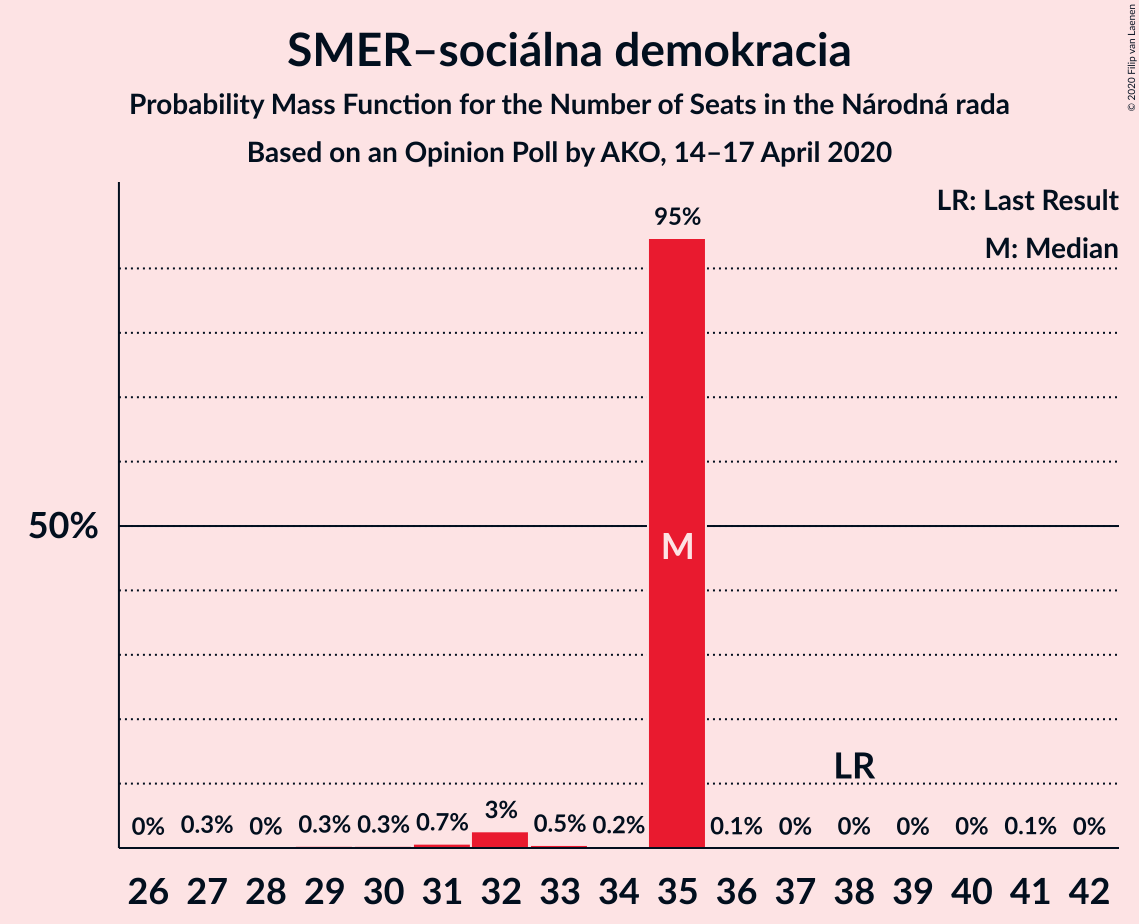 SMER–sociálna demokracia
Probability Mass Function for the Number of Seats in the Národná rada
Based on an Opinion Poll by AKO, 14–17 April 2020
© 2020 Filip van Laenen
LR: Last Result
M: Median
95%
50%
M
LR
0% 0.3% 0% 0.3% 0.3% 0.7% 3% 0.5% 0.2% 0.1% 0% 0% 0% 0% 0.1% 0%
26 27 28 29 30 31 32 33 34 35 36 37 38 39 40 41 42